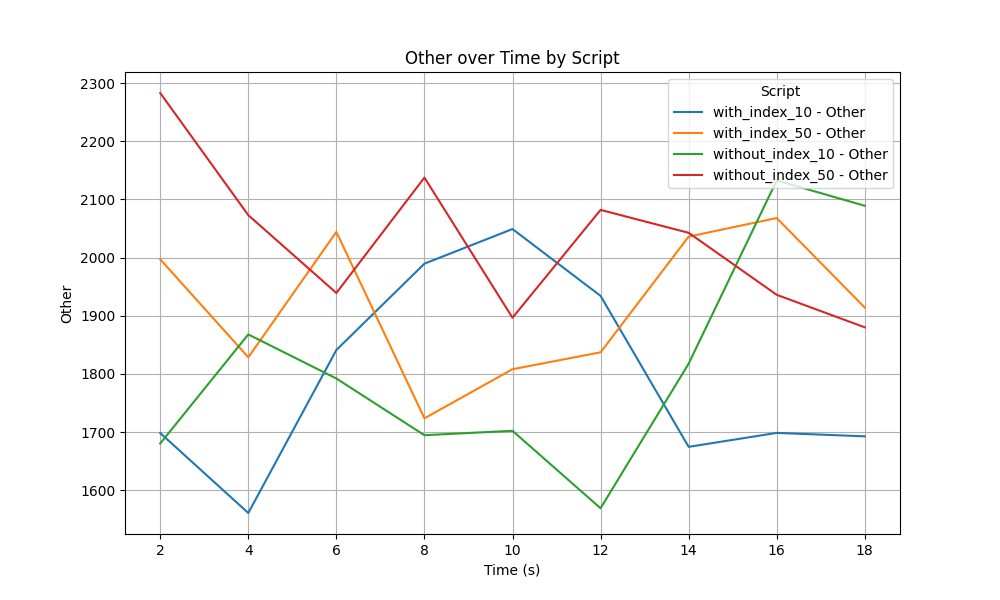 Other over Time by Script
2300
2200
2100
2000
1900
1800
1700
1600
Other
Script
with_index_10 - Other
with_index_50 - Other
without_index_10 - Other
without_index_50 - Other
2 4 6 8 10 12 14 16 18
Time (s)